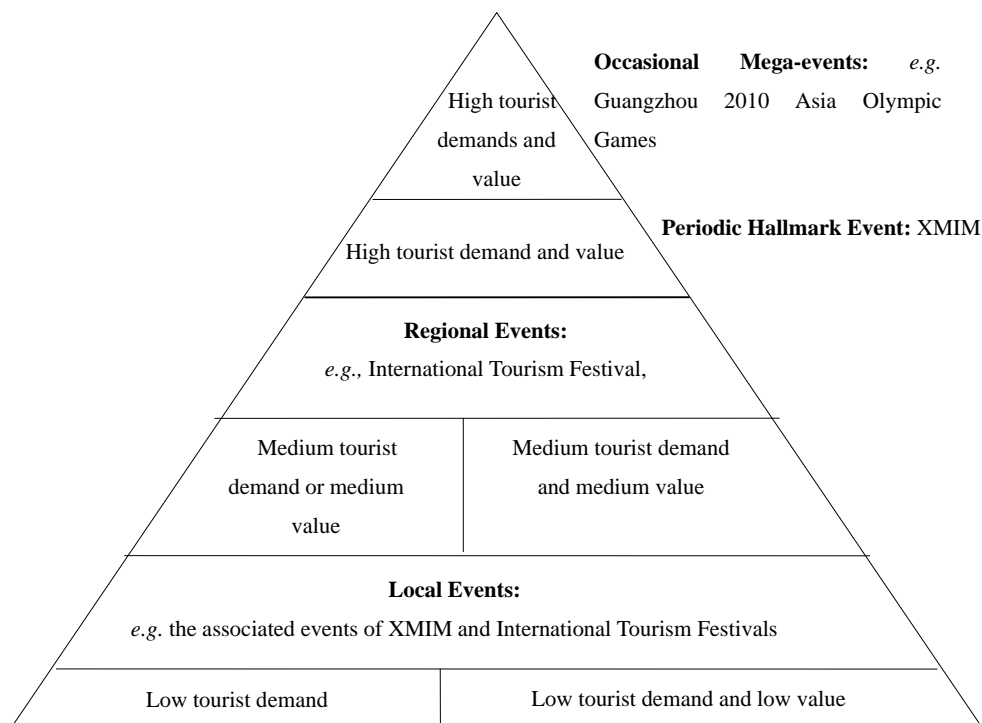 Occasional Mega-events: e.g.
Guangzhou 2010 Asia Olympic
Games
High tourist
demands and
value
Periodic Hallmark Event: XMIM
High tourist demand and value
Regional Events:
e.g., International Tourism Festival,
Medium tourist
demand or medium
value
Medium tourist demand
and medium value
Local Events:
e.g. the associated events of XMIM and International Tourism Festivals
Low tourist demand
Low tourist demand and low value